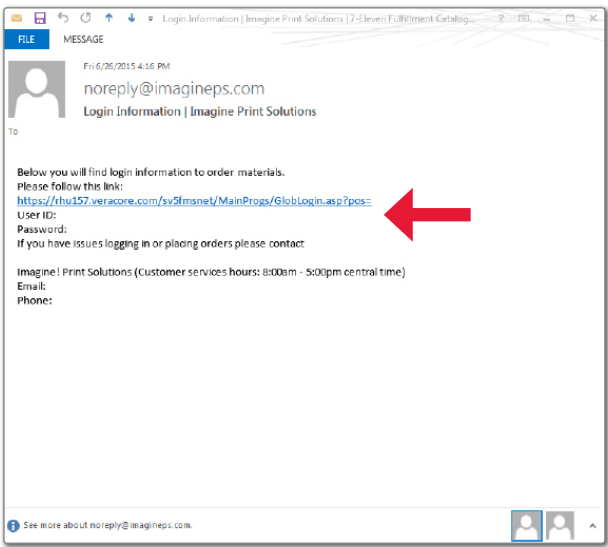 Login Information | Imagine Print Solutions | 7-Eleven Fulfillment Catalog...
FILE MESSAGE
Fri 6/26/2015 4:16 PM
noreply@imagineps.com
Login Information | Imagine Print Solutions
To
Below you will find login information to order materials.
Please follow this link:
https://rhu157.veracore.com/sv5fmsnet/MainProgs/GlobLogin.asp?pos=
User ID:
Password:
If you have issues logging in or placing orders please contact
Imagine! Print Solutions (Customer services hours: 8:00am - 5:00pm central time)
Email:
Phone:
See more about noreply@imagineps.com.